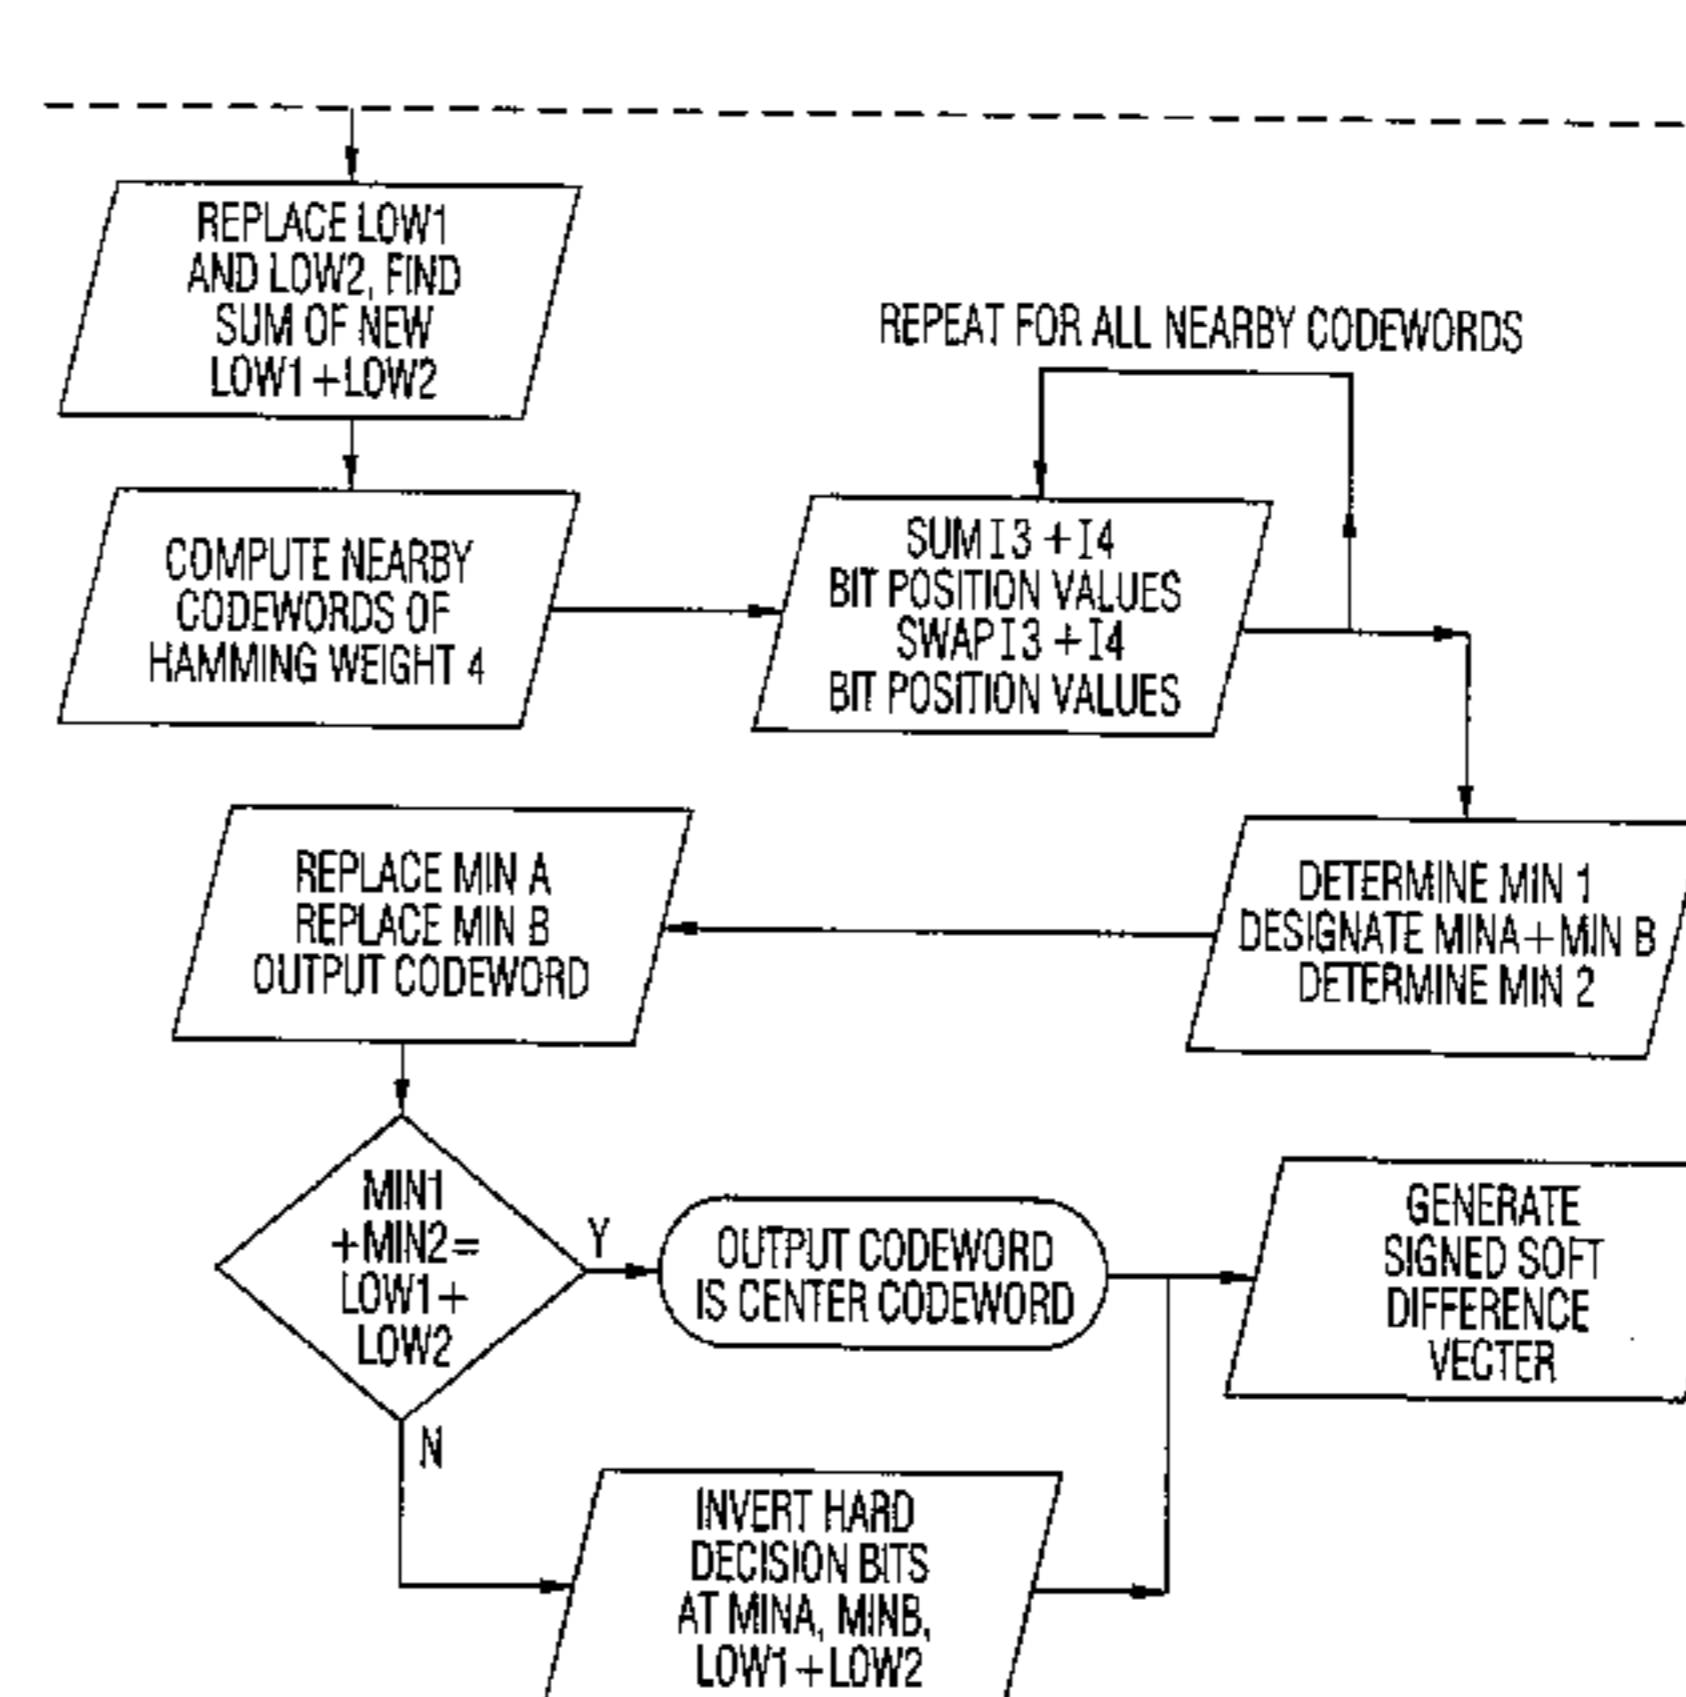 REPLACE LOW1
AND LOW2, FIND
SUM OF NEW
LOW1+LOW2
REPEAT FOR ALL NEARBY CODEWORDS
COMPUTE NEARBY
CODEWORDS OF
HAMMING WEIGHT 4
SUM I3 +I4
BIT POSITION VALUES
SWAP I3 +I4
BIT POSITION VALUES
DETERMINE MIN 1
DESIGNATE MINA+MIN B
DETERMINE MIN 2
REPLACE MIN A
REPLACE MIN B
OUTPUT CODEWORD
MIN1
+MIN2=
LOW1+
LOW2
Y
N
OUTPUT CODEWORD
IS CENTER CODEWORD
GENERATE
SIGNED SOFT
DIFFERENCE
VECTER
INVERT HARD
DECISION BITS
AT MINA, MINB,
LOW1+LOW2